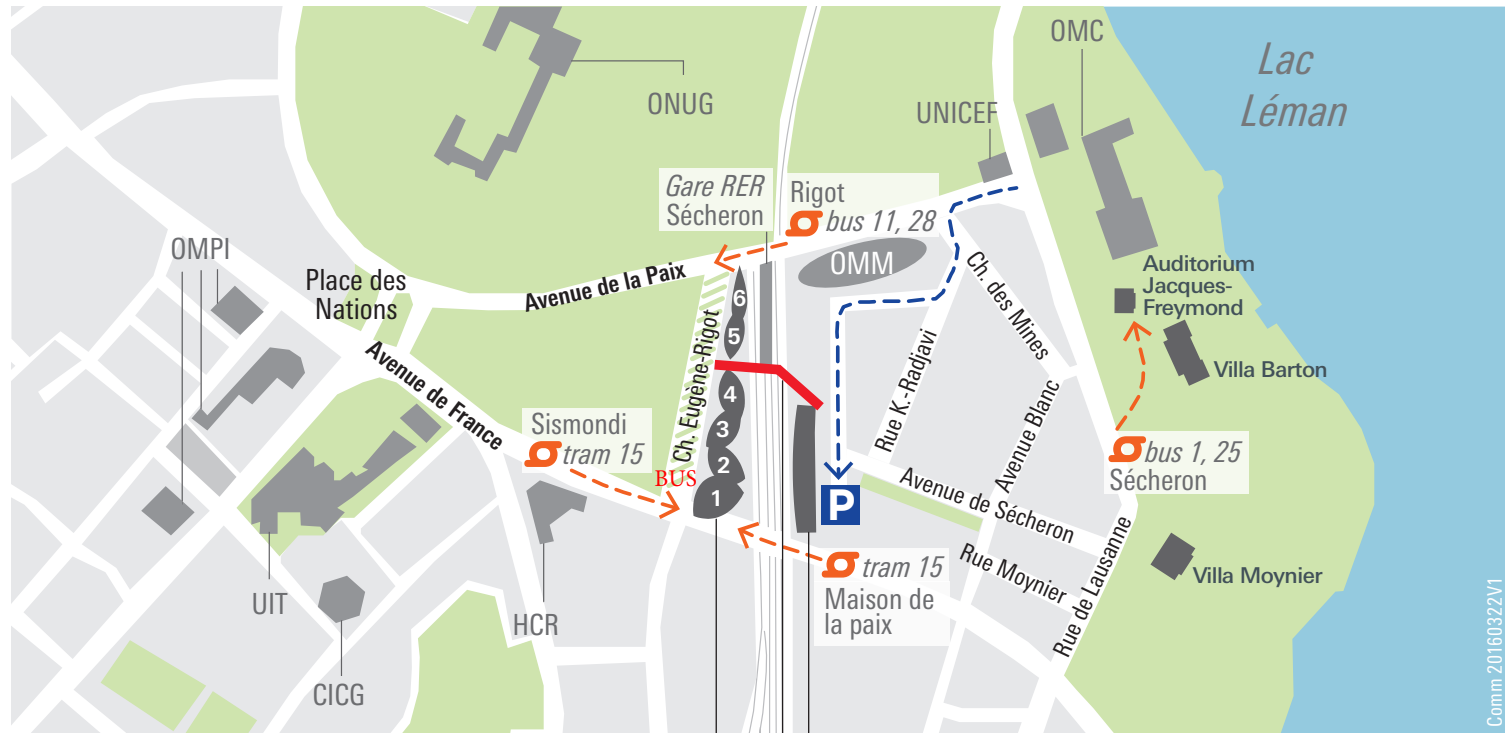 OMC
Lac
Léman
ONUG
UNICEF
Gare RER
Sécheron
Rigot
bus 11, 28
OMPI
Place des
Nations
Avenue de la Paix
OMM
Ch. des Mines
Auditorium
Jacques-
Freymond
6
5
4
3
2
1
Ch. Eugène-Rigot
Avenue de France
Rue K.-Radjavi
Avenue Blanc
Villa Barton
Sismondi
tram 15
BUS
bus 1, 25
Sécheron
P
Avenue de Sécheron
Rue Moynier
Rue de Lausanne
tram 15
Maison de
la paix
Villa Moynier
UIT
CICG
HCR
Comm 20160322V1